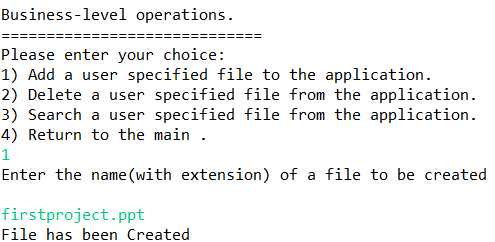 Business-level operations.
=============================
Please enter your choice:
1) Add a user specified file to the application.
2) Delete a user specified file from the application.
3) Search a user specified file from the application.
4) Return to the main .
1
Enter the name(with extension) of a file to be created
firstproject.ppt
File has been Created